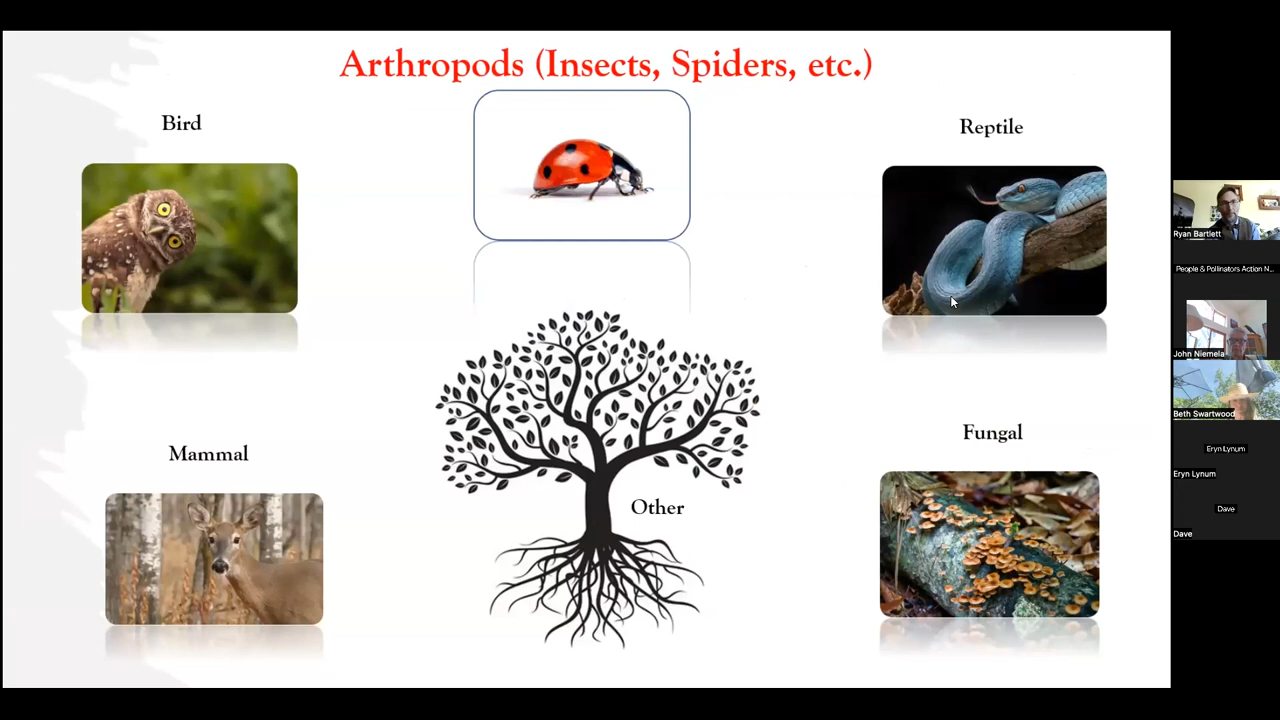 Arthropods (Insects, Spiders, etc.)
Bird
Reptile
Mammal
Other
Fungal
Ryan Bartlett
People & Pollinators Action N...
John Niemela
Beth Swartwood
Eryn Lynum
Eryn Lynum
Dave
Dave